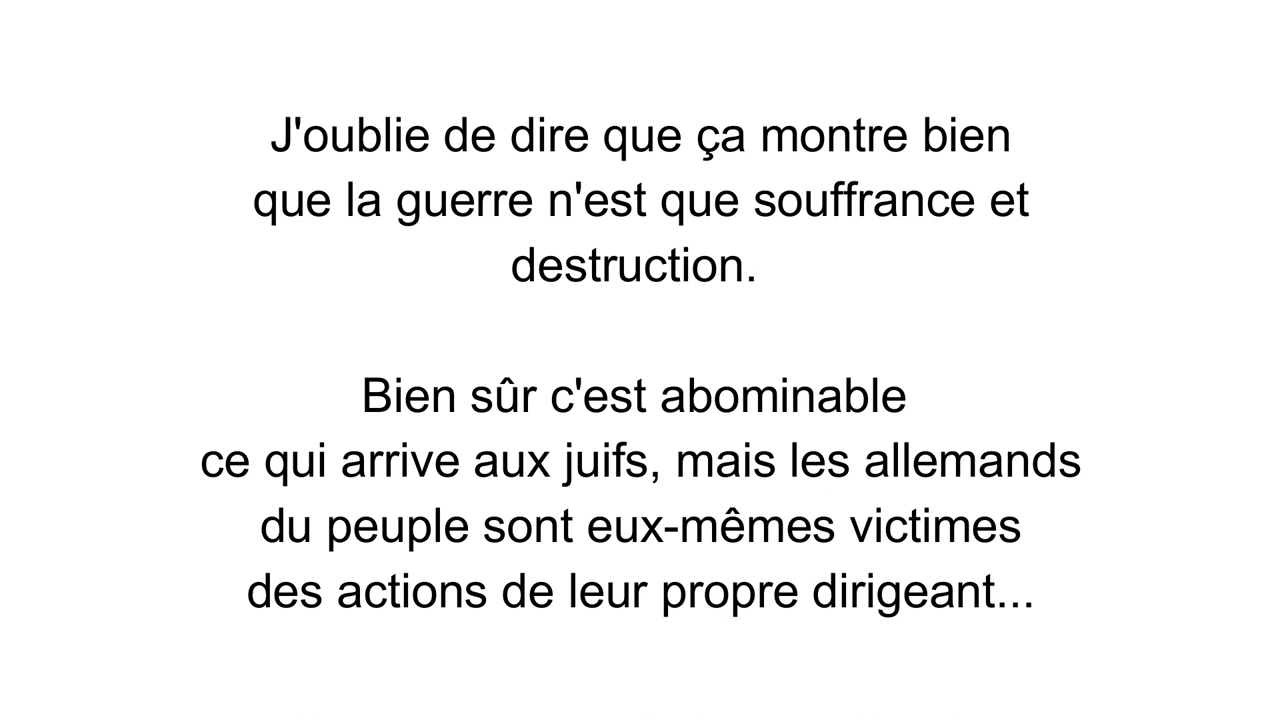 J'oublie de dire que ça montre bien
que la guerre n'est que souffrance et
destruction.
Bien sûr c'est abominable
ce qui arrive aux juifs, mais les allemands
du peuple sont eux-mêmes victimes
des actions de leur propre dirigeant...